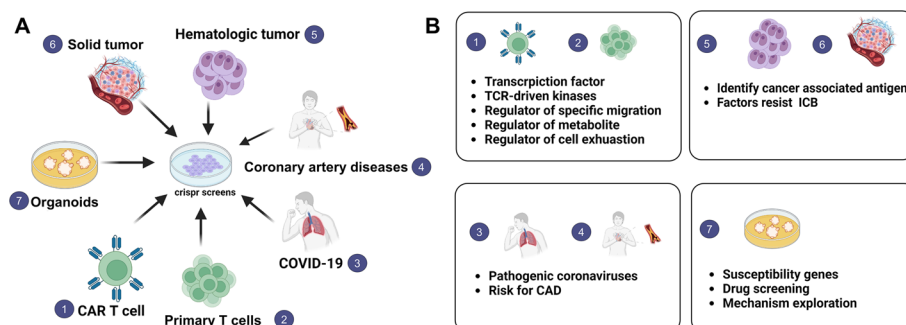 A
6 Solid tumor
Hematologic tumor 5
Coronary artery diseases 4
crispr screens
7 Organoids
COVID-19 3
1 CAR T cell
Primary T cells 2
B
1 2
• Transcrpiction factor
• TCR-driven kinases
• Regulator of specific migration
• Regulator of metabolite
• Regulator of cell exhuastion
5 6
• Identify cancer associated antigen
• Factors resist ICB
3 4
• Pathogenic coronaviruses
• Risk for CAD
7
• Susceptibility genes
• Drug screening
• Mechanism exploration